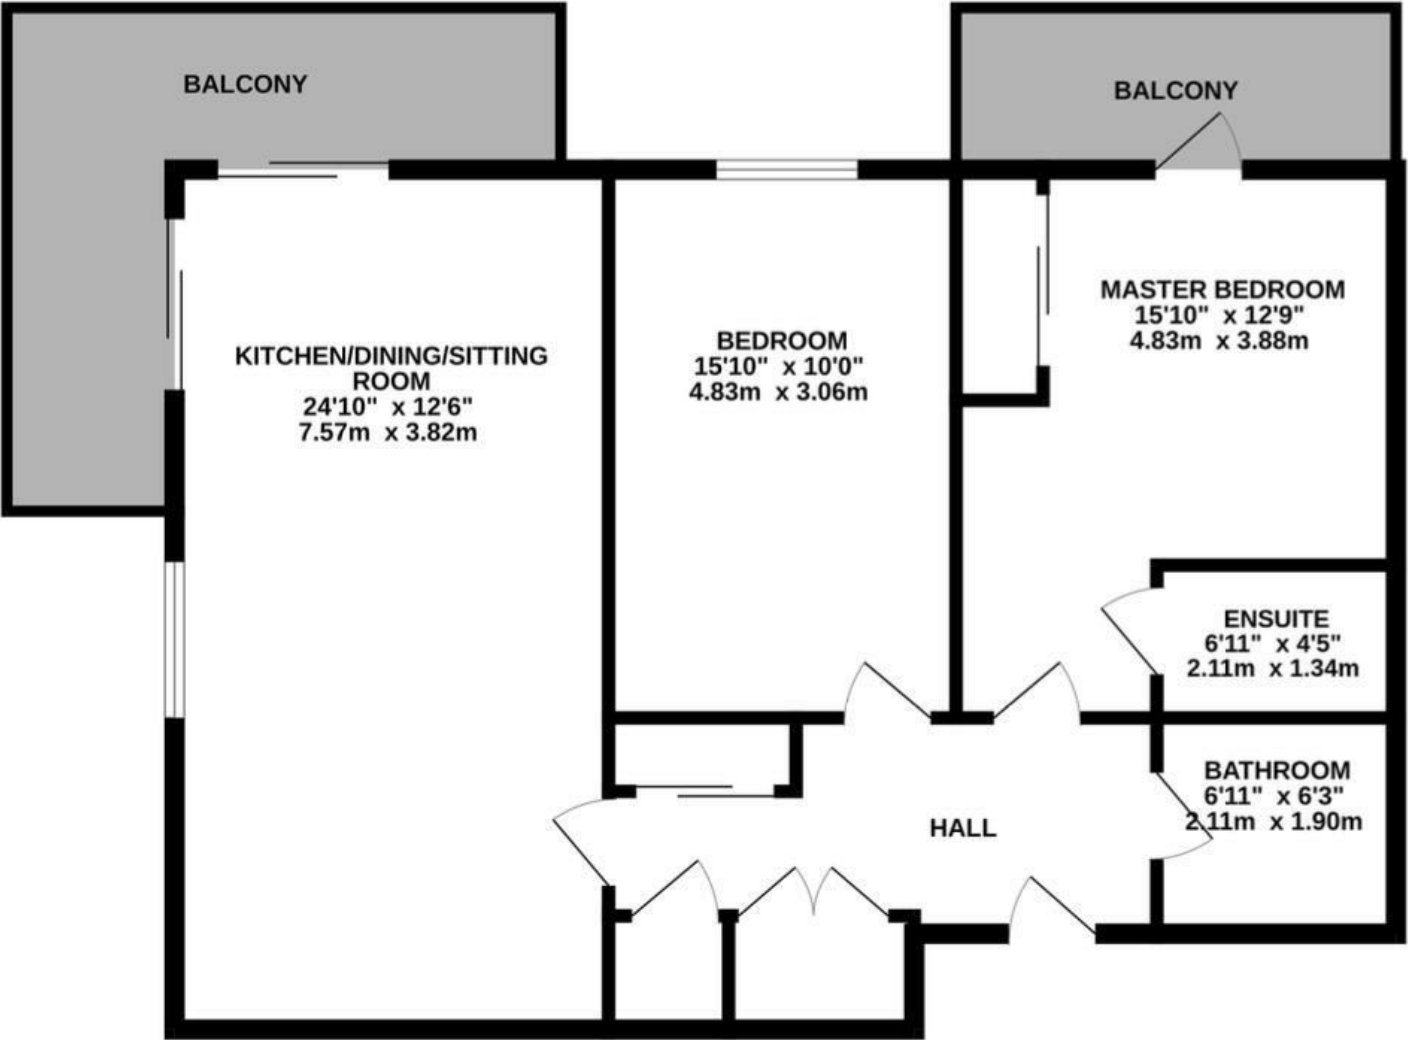 BALCONY
BALCONY
KITCHEN/DINING/SITTING
ROOM
24'10" x 12'6"
7.57m x 3.82m
BEDROOM
15'10" x 10'0"
4.83m x 3.06m
MASTER BEDROOM
15'10" x 12'9"
4.83m x 3.88m
ENSUITE
6'11" x 4'5"
2.11m x 1.34m
BATHROOM
6'11" x 6'3"
2.11m x 1.90m
HALL